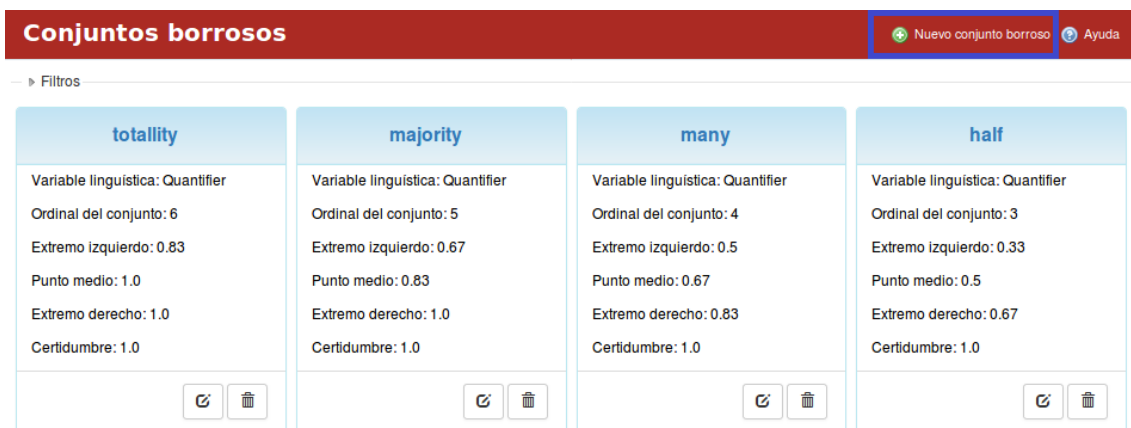 Conjuntos borrosos
Nuevo conjunto borroso
Ayuda
Filtros
totallity
Variable linguística: Quantifier
Ordinal del conjunto: 6
Extremo izquierdo: 0.83
Punto medio: 1.0
Extremo derecho: 1.0
Certidumbre: 1.0
majority
Variable linguística: Quantifier
Ordinal del conjunto: 5
Extremo izquierdo: 0.67
Punto medio: 0.83
Extremo derecho: 1.0
Certidumbre: 1.0
many
Variable linguística: Quantifier
Ordinal del conjunto: 4
Extremo izquierdo: 0.5
Punto medio: 0.67
Extremo derecho: 0.83
Certidumbre: 1.0
half
Variable linguística: Quantifier
Ordinal del conjunto: 3
Extremo izquierdo: 0.33
Punto medio: 0.5
Extremo derecho: 0.67
Certidumbre: 1.0